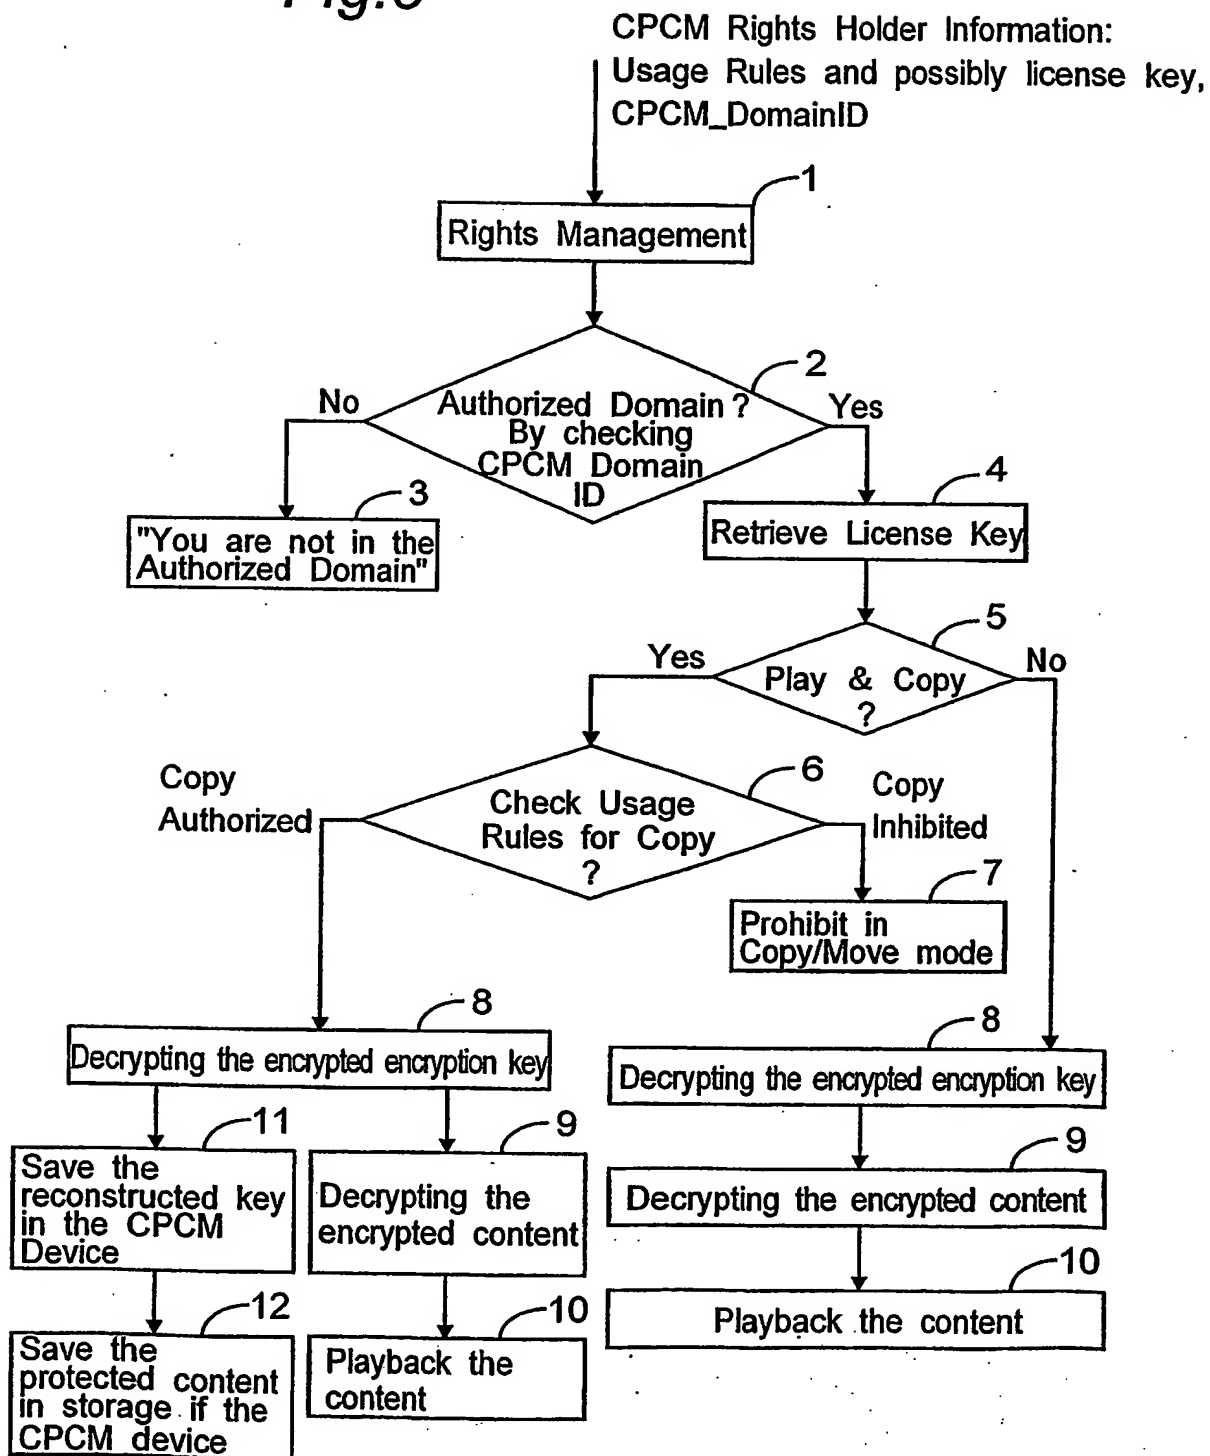 CPCM Rights Holder Information:
Usage Rules and possibly license key,
CPCM_DomainID
1
Rights Management
2
No
Authorized Domain ?
Yes
By checking
CPCM Domain
ID
3
"You are not in the
Authorized Domain"
4
Retrieve License Key
5
Yes
Play & Copy
?
No
6
Copy
Authorized
Check Usage
Rules for Copy
?
Copy
Inhibited
7
Prohibit in
Copy/Move mode
8
Decrypting the encrypted encryption key
8
Decrypting the encrypted encryption key
11
Save the
reconstructed key
in the CPCM
Device
9
Decrypting the
encrypted content
9
Decrypting the encrypted content
12
Save the
protected content
in storage if the
CPCM device
10
Playback the
content
10
Playback the content